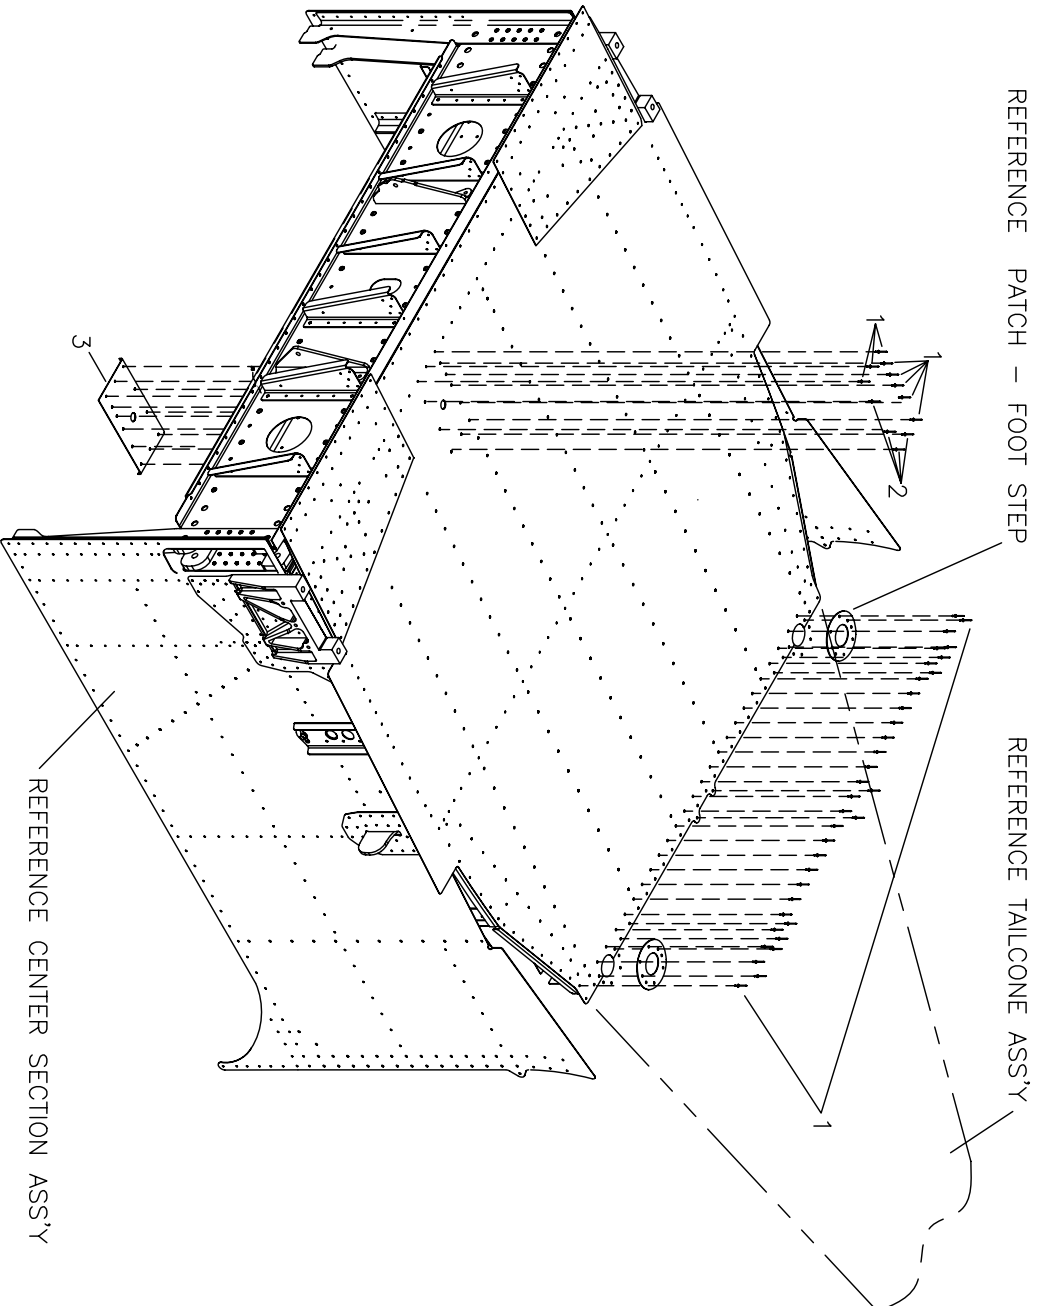 REFERENCE TAILCONE ASS'Y
REFERENCE PATCH – FOOT STEP
1
1
2
1
3
REFERENCE CENTER SECTION ASS'Y